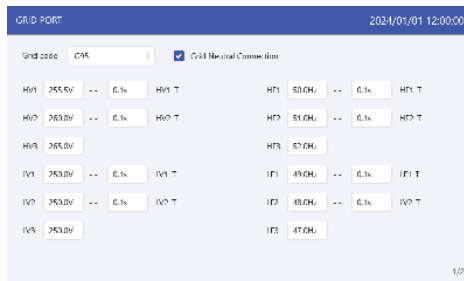 GRID PORT 2024/01/01 12:00:00
Grid code G95 Grid Neutral Connection
HV1 255.5V -- 0.1s HV1 T HF1 50.0Hz -- 0.1s HF1 T
HV2 260.0V -- 0.1s HV2 T HF2 51.0Hz -- 0.1s HF2 T
HV3 265.0V HF3 52.0Hz
LV1 250.0V -- 0.1s LV1 T LF1 49.0Hz -- 0.1s LF1 T
LV2 250.0V -- 0.1s LV2 T LF2 48.0Hz -- 0.1s LV2 T
LV3 250.0V LF3 47.0Hz
1/2